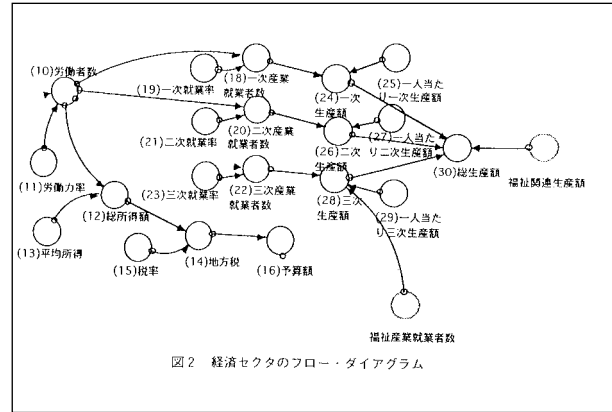 (10)労働者数
(19)一次就業率
(18)一次産業
就業者数
(24)一次
生産額
(25)一人当た
り一次生産額
(21)二次就業率
(20)二次産業
就業者数
(26)二次
生産額
(27)一人当た
り二次生産額
(30)総生産額
福祉関連生産額
(11)労働力率
(23)三次就業率
(22)三次産業
就業者数
(28)三次
生産額
(29)一人当た
り三次生産額
(12)総所得額
(13)平均所得
(15)税率
(14)地方税
(16)予算額
福祉産業就業者数
図2 経済セクタのフロー・ダイアグラム